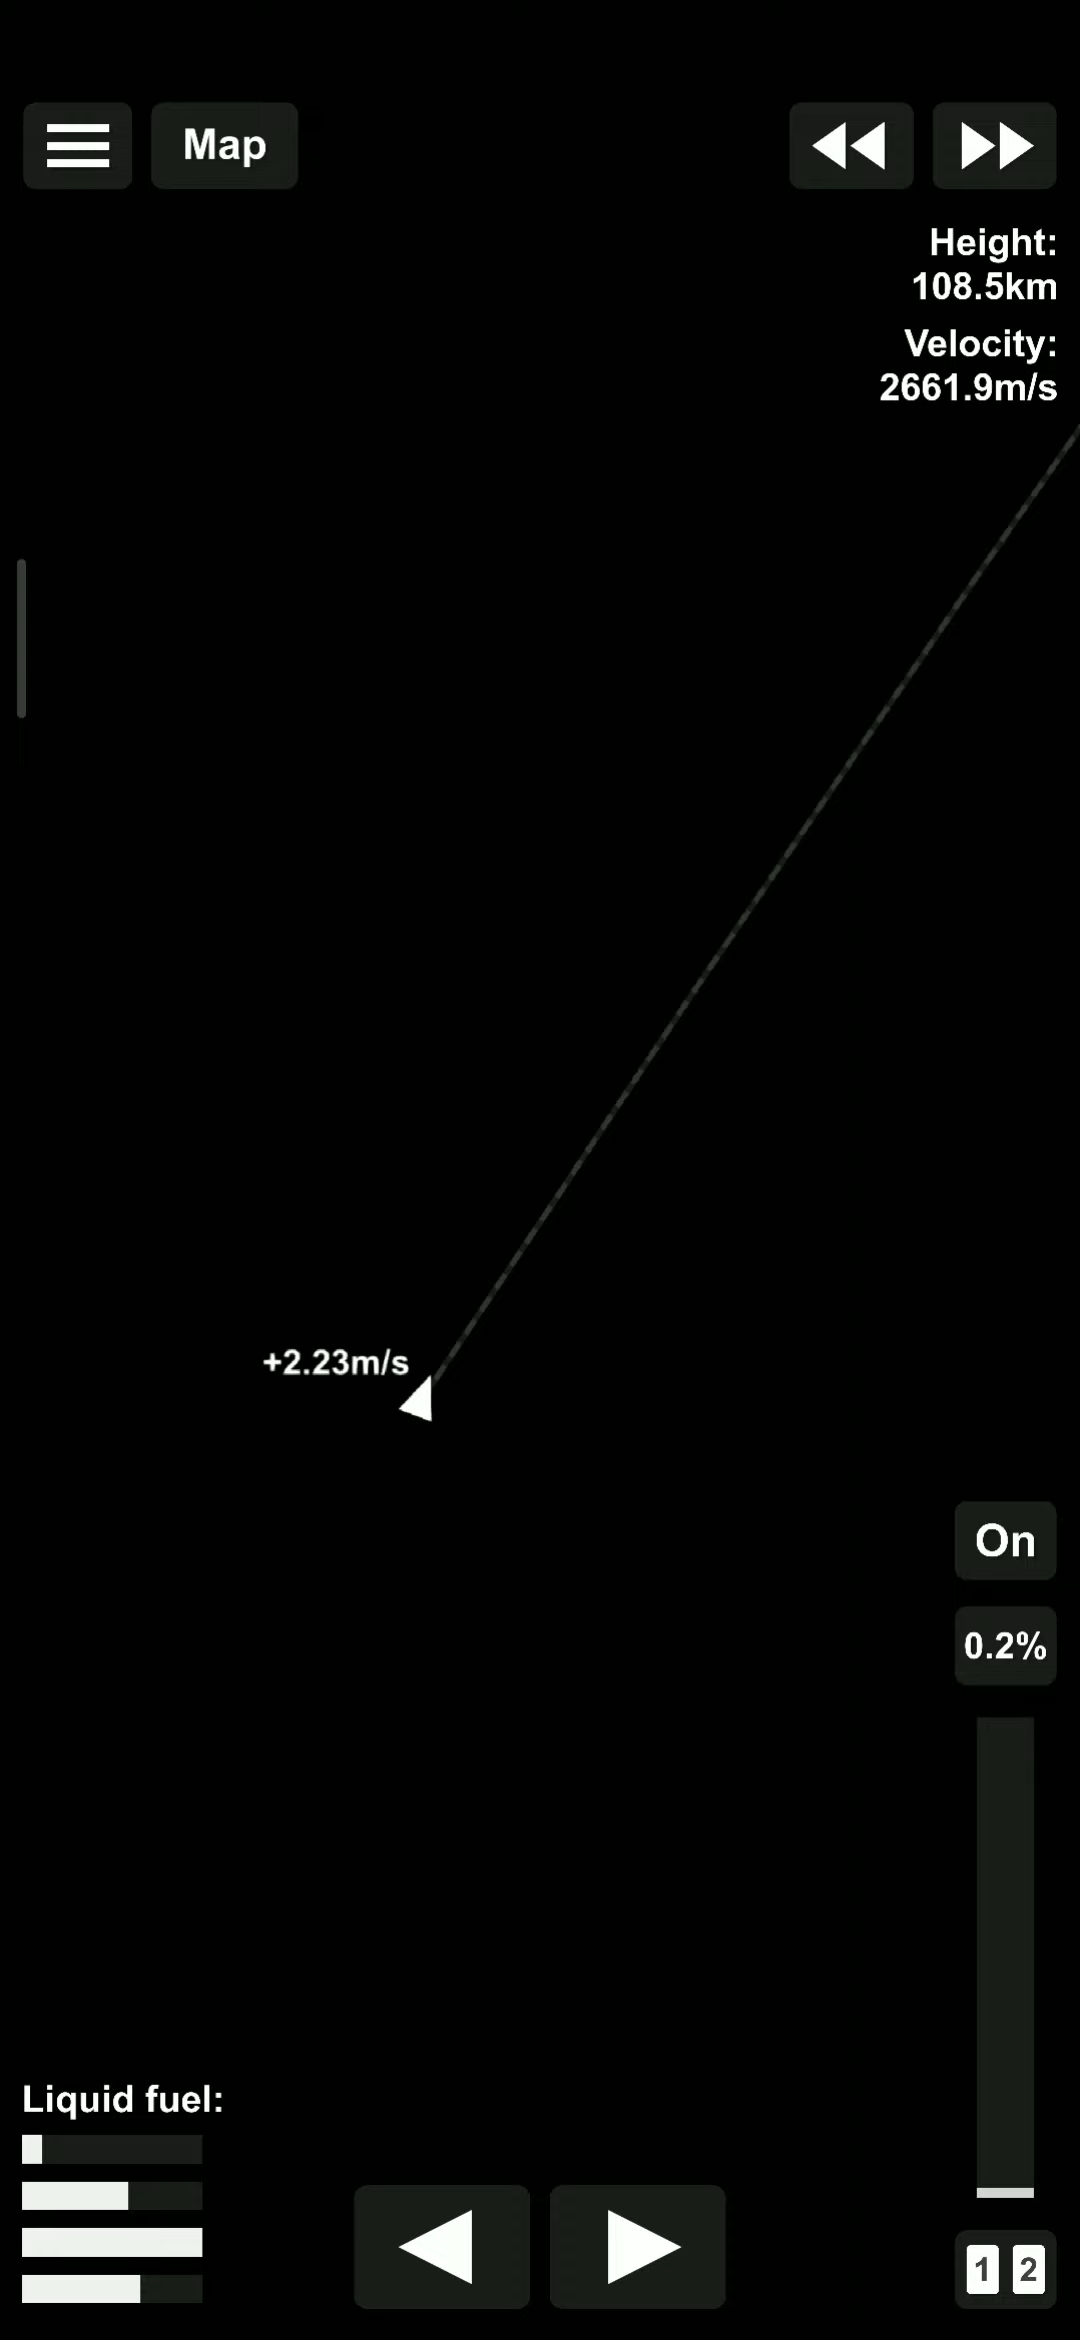 Map
Height:
108.5km
Velocity:
2661.9m/s
+2.23m/s
On
0.2%
Liquid fuel:
1 2